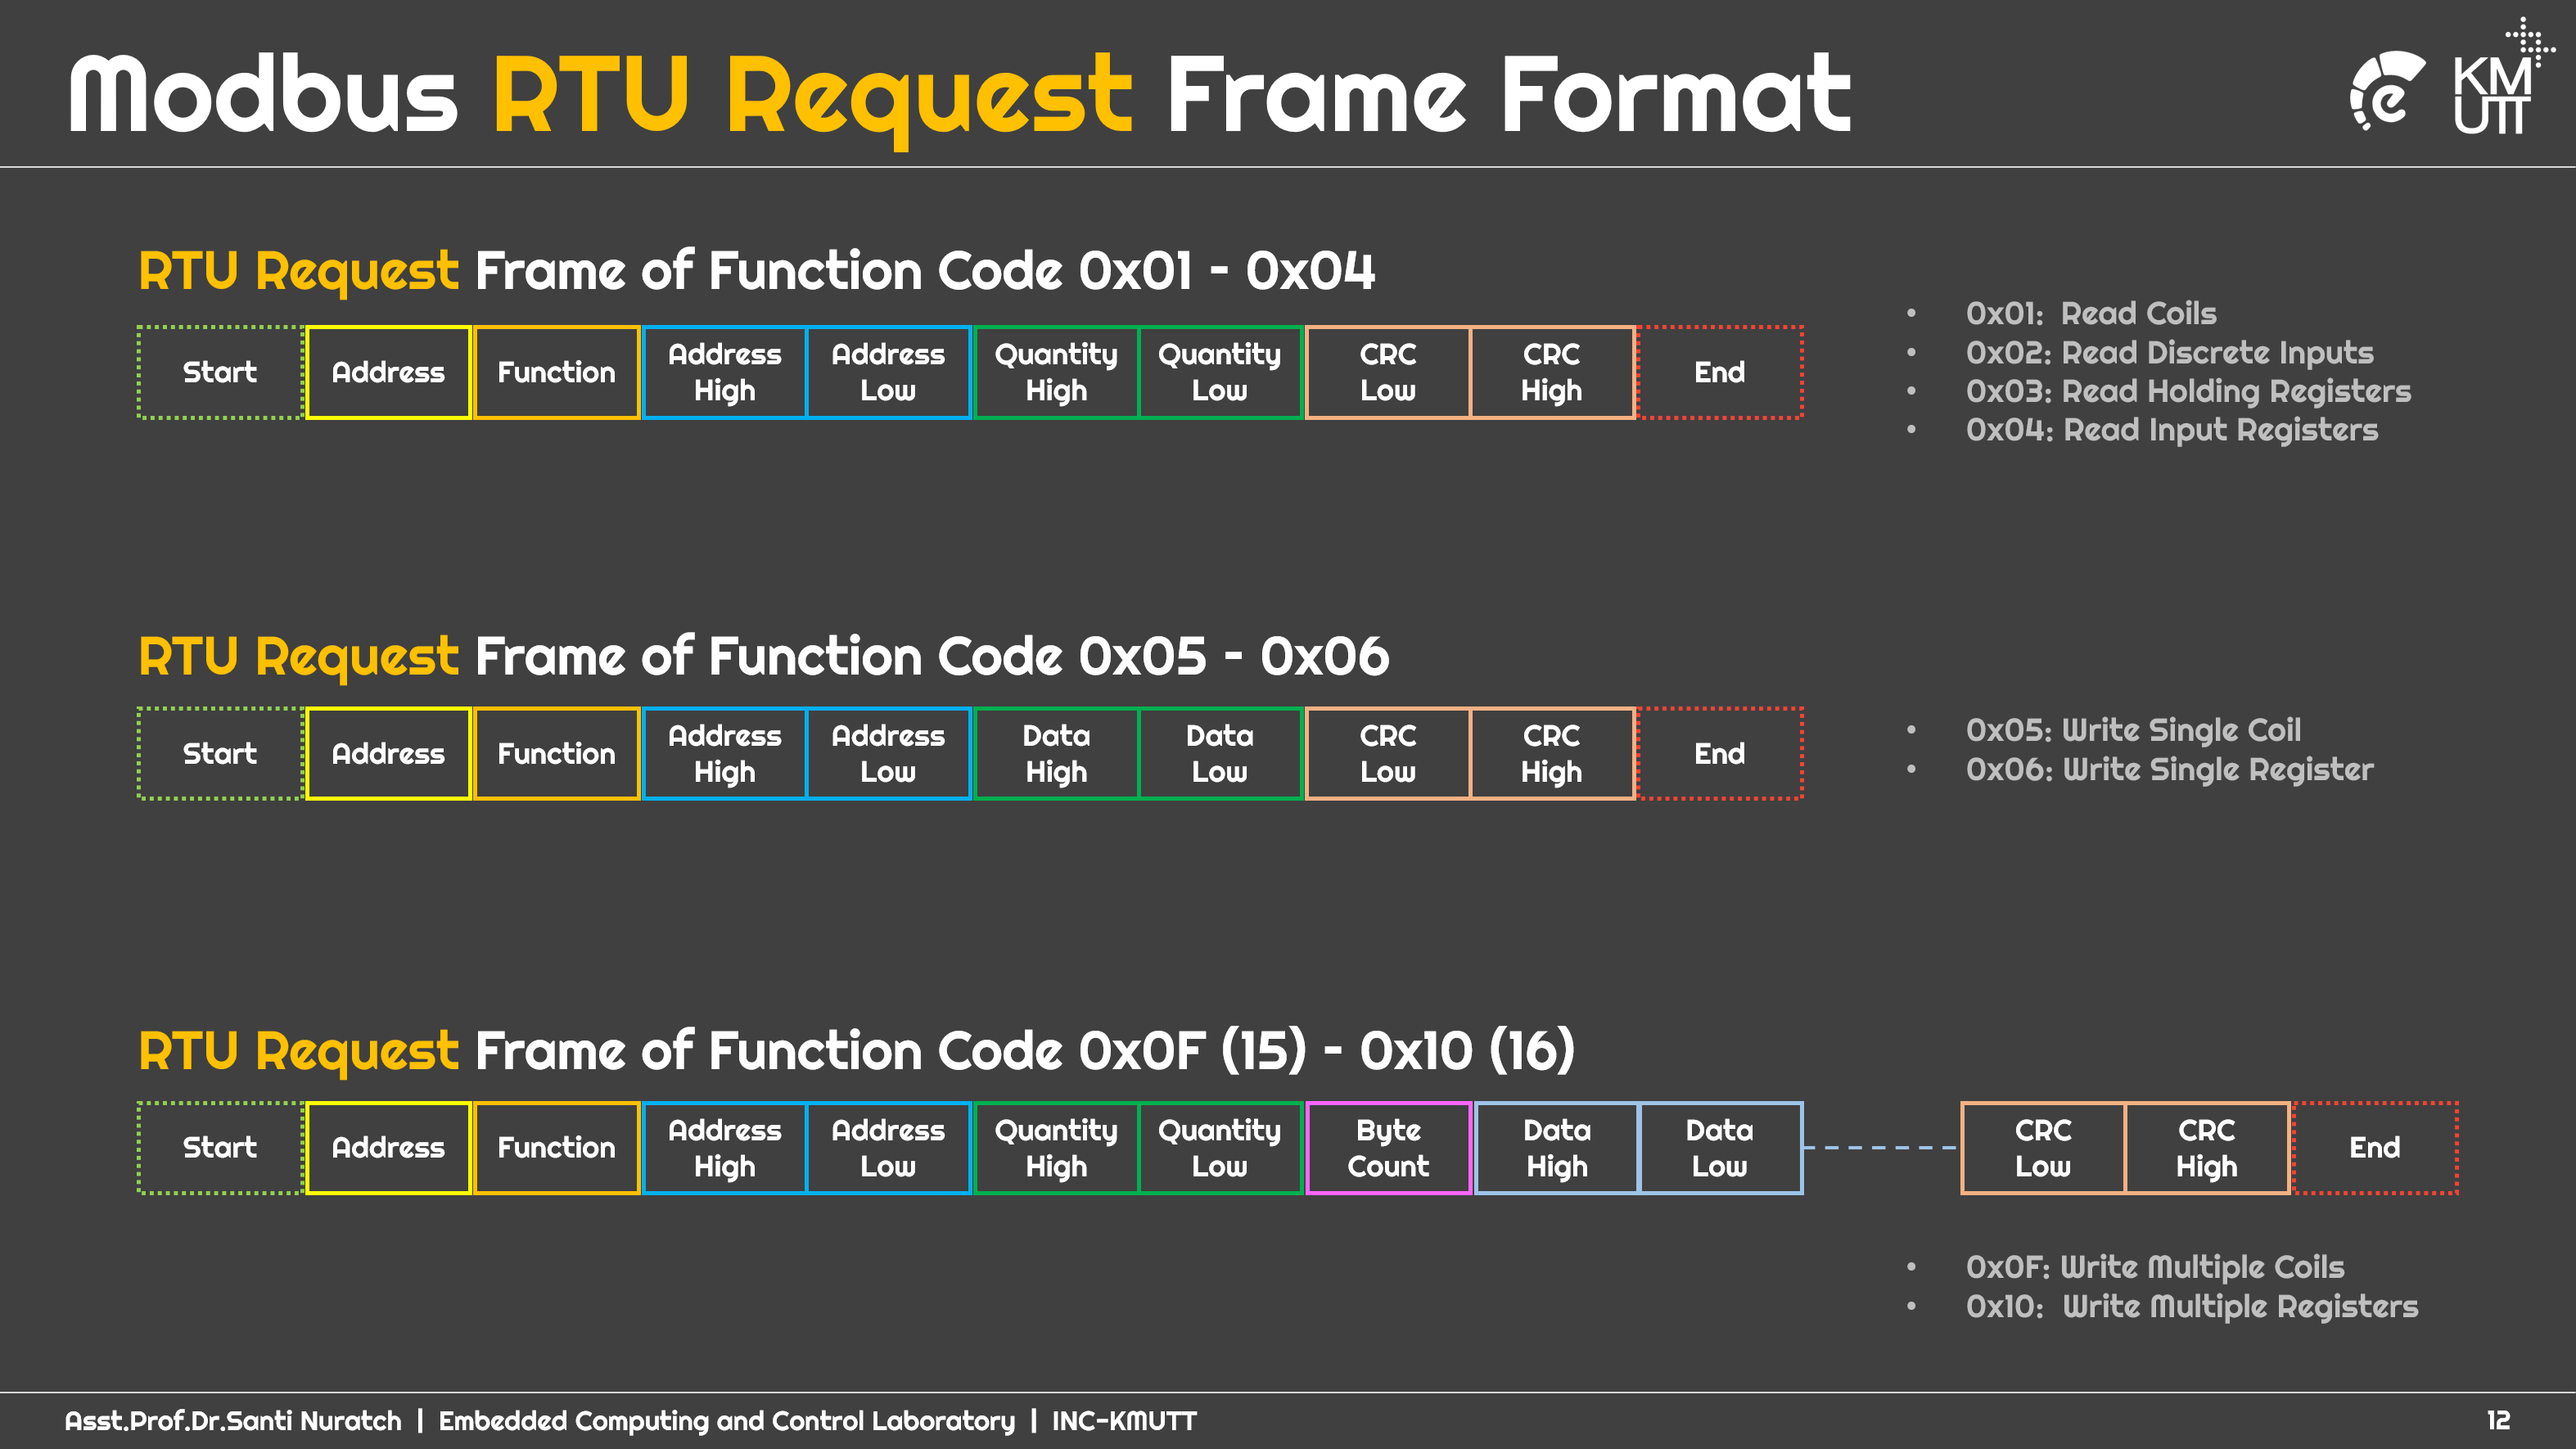 Modbus RTU Request Frame Format
KM
UTT
RTU Request Frame of Function Code 0x01 - 0x04
Start Address Function Address High Address Low Quantity High Quantity Low CRC Low CRC High End
• 0x01: Read Coils
• 0x02: Read Discrete Inputs
• 0x03: Read Holding Registers
• 0x04: Read Input Registers
RTU Request Frame of Function Code 0x05 - 0x06
Start Address Function Address High Address Low Data High Data Low CRC Low CRC High End
• 0x05: Write Single Coil
• 0x06: Write Single Register
RTU Request Frame of Function Code 0x0F (15) - 0x10 (16)
Start Address Function Address High Address Low Quantity High Quantity Low Byte Count Data High Data Low CRC Low CRC High End
• 0x0F: Write Multiple Coils
• 0x10: Write Multiple Registers
Asst.Prof.Dr.Santi Nuratch | Embedded Computing and Control Laboratory | INC-KMUTT
12